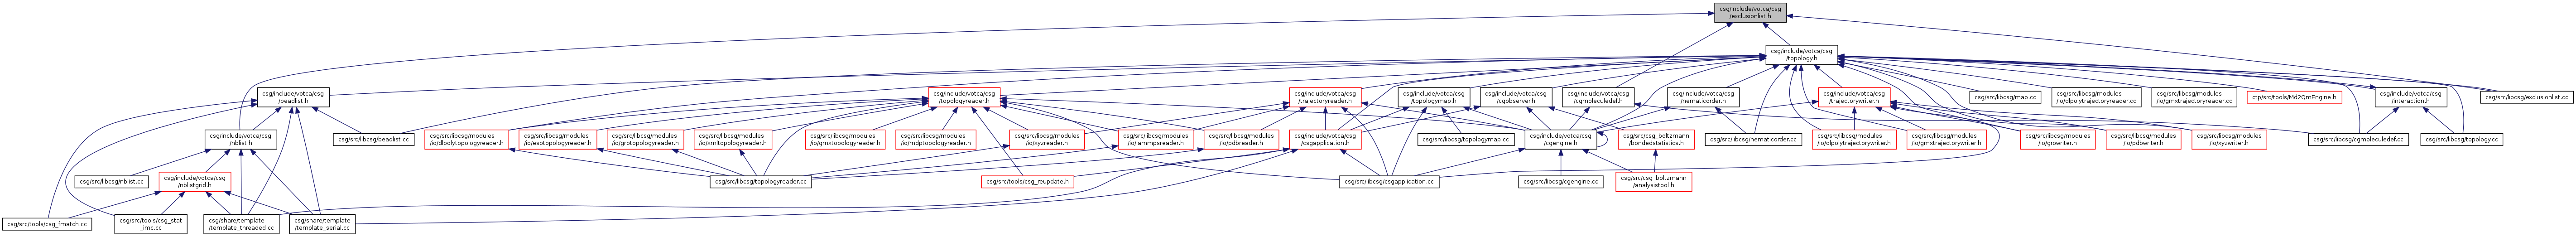 csg/include/votca/csg
/exclusionlist.h
csg/include/votca/csg
/topology.h
csg/include/votca/csg
/beadlist.h
csg/include/votca/csg
/topologyreader.h
csg/include/votca/csg
/trajectoryreader.h
csg/include/votca/csg
/topologymap.h
csg/include/votca/csg
/cgobserver.h
csg/include/votca/csg
/cgmoleculedef.h
csg/include/votca/csg
/nematicorder.h
csg/include/votca/csg
/trajectorywriter.h
csg/src/libcsg/map.cc
csg/src/libcsg/modules
/io/dlpolytopologyreader.cc
csg/src/libcsg/modules
/io/gmxtrajectoryreader.cc
ctp/src/tools/Md2QmEngine.h
csg/include/votca/csg
/interaction.h
csg/src/libcsg/exclusionlist.cc
csg/include/votca/csg
/nblist.h
csg/src/libcsg/beadlist.cc
csg/src/libcsg/modules
/io/dlpolytopologyreader.h
csg/src/libcsg/modules
/io/esptopologyreader.h
csg/src/libcsg/modules
/io/grotopologyreader.h
csg/src/libcsg/modules
/io/xmltopologyreader.h
csg/src/libcsg/modules
/io/gmxtopologyreader.h
csg/src/libcsg/modules
/io/mdptopologyreader.h
csg/src/libcsg/modules
/io/xyzreader.h
csg/src/libcsg/modules
/io/lammpsreader.h
csg/src/libcsg/modules
/io/pdbreader.h
csg/include/votca/csg
/csgapplication.h
csg/src/libcsg/topologymap.cc
csg/include/votca/csg
/cgengine.h
csg/src/csg_boltzmann
/bondedstatistics.h
csg/src/libcsg/nematicorder.cc
csg/src/libcsg/modules
/io/dlpolytrajectorywriter.h
csg/src/libcsg/modules
/io/gmxtrajectorywriter.h
csg/src/libcsg/modules
/io/growriter.h
csg/src/libcsg/modules
/io/pdbwriter.h
csg/src/libcsg/modules
/io/xyzwriter.h
csg/src/libcsg/cgmoleculedef.cc
csg/src/libcsg/topology.cc
csg/src/libcsg/nblist.cc
csg/include/votca/csg
/nblistgrid.h
csg/src/libcsg/topologyreader.cc
csg/src/tools/csg_reupdate.h
csg/src/libcsg/csgapplication.cc
csg/src/libcsg/cgengine.cc
csg/src/csg_boltzmann
/analysistool.h
csg/src/tools/csg_fmatch.cc
csg/src/tools/csg_stat
_imc.cc
csg/share/template
/template_threaded.cc
csg/share/template
/template_serial.cc